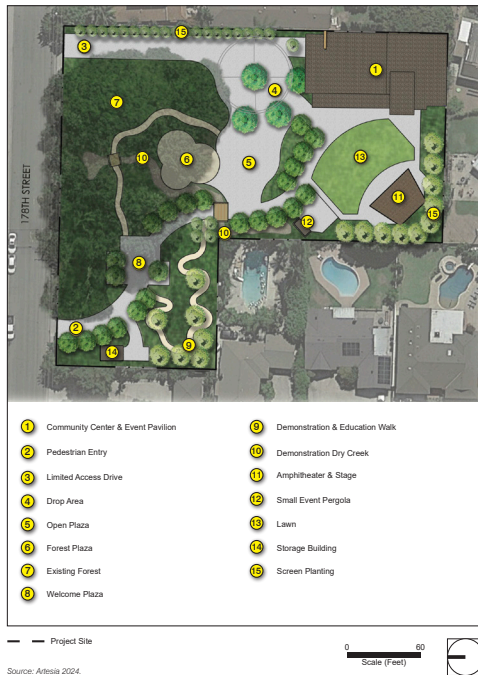 15
3
1
7
4
10
6
5
13
178TH STREET
11
15
12
10
8
2
9
14
1 Community Center & Event Pavilion
2 Pedestrian Entry
3 Limited Access Drive
4 Drop Area
5 Open Plaza
6 Forest Plaza
7 Existing Forest
8 Welcome Plaza
9 Demonstration & Education Walk
10 Demonstration Dry Creek
11 Amphitheater & Stage
12 Small Event Pergola
13 Lawn
14 Storage Building
15 Screen Planting
Project Site
0 60
Scale (Feet)
Source: Artesia 2024.